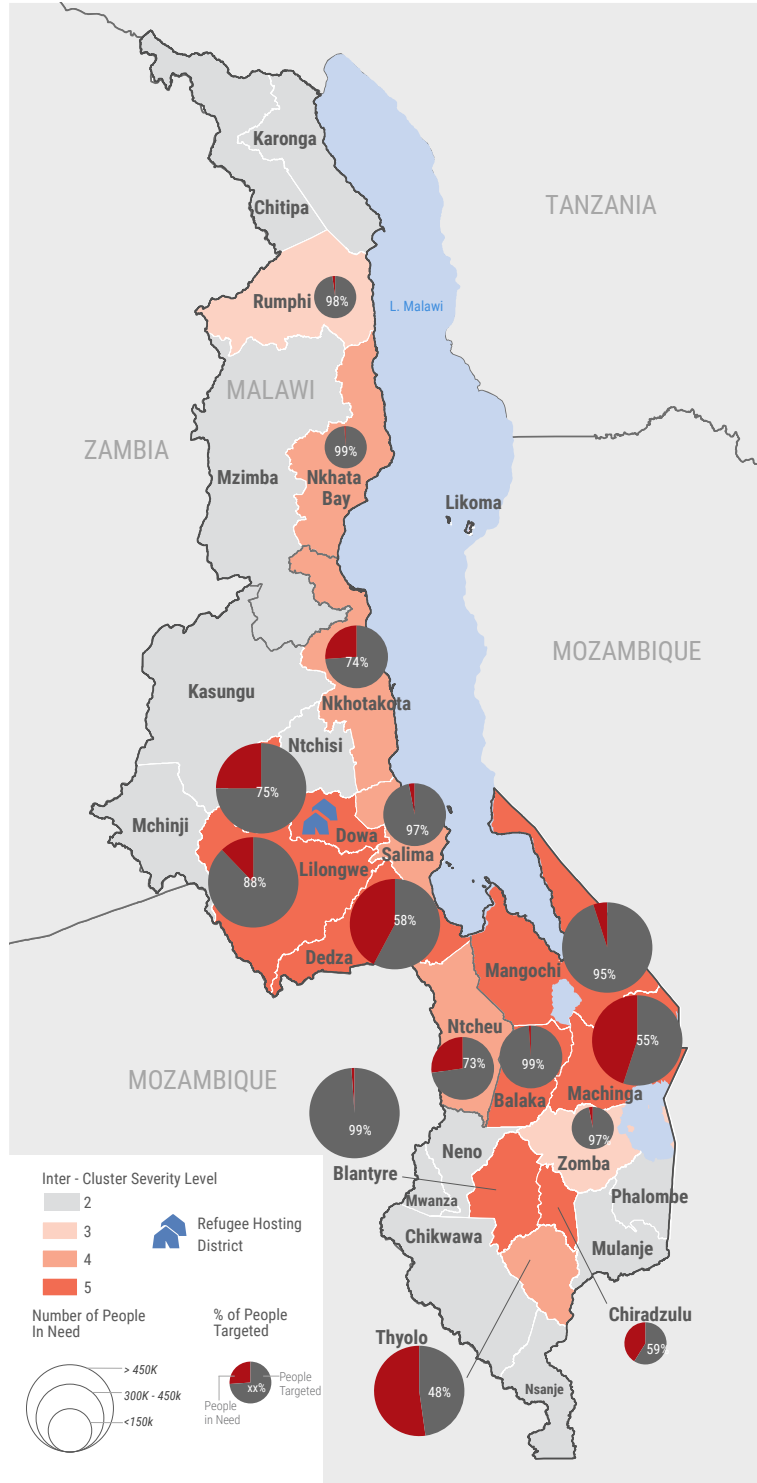 Karonga
TANZANIA
Chitipa
Rumphi
98%
L. Malawi
MALAWI
ZAMBIA
99%
Mzimba
Nkhata
Bay
Likoma
MOZAMBIQUE
74%
Kasungu
Nkhotakota
Ntchisi
75%
Mchinji
Dowa
97%
Salima
Lilongwe
88%
58%
Dedza
Mangochi
95%
Ntcheu
55%
73%
99%
MOZAMBIQUE
Balaka
Machinga
99%
97%
Neno
Zomba
Blantyre
Mwanza
Phalombe
Chikwawa
Mulanje
Chiradzulu
59%
Thyolo
48%
Nsanje
Inter - Cluster Severity Level
2
3
4
5
Refugee Hosting
District
Number of People
In Need
> 450K
300K - 450k
<150k
% of People
Targeted
People
Targeted
xx%
People
in Need